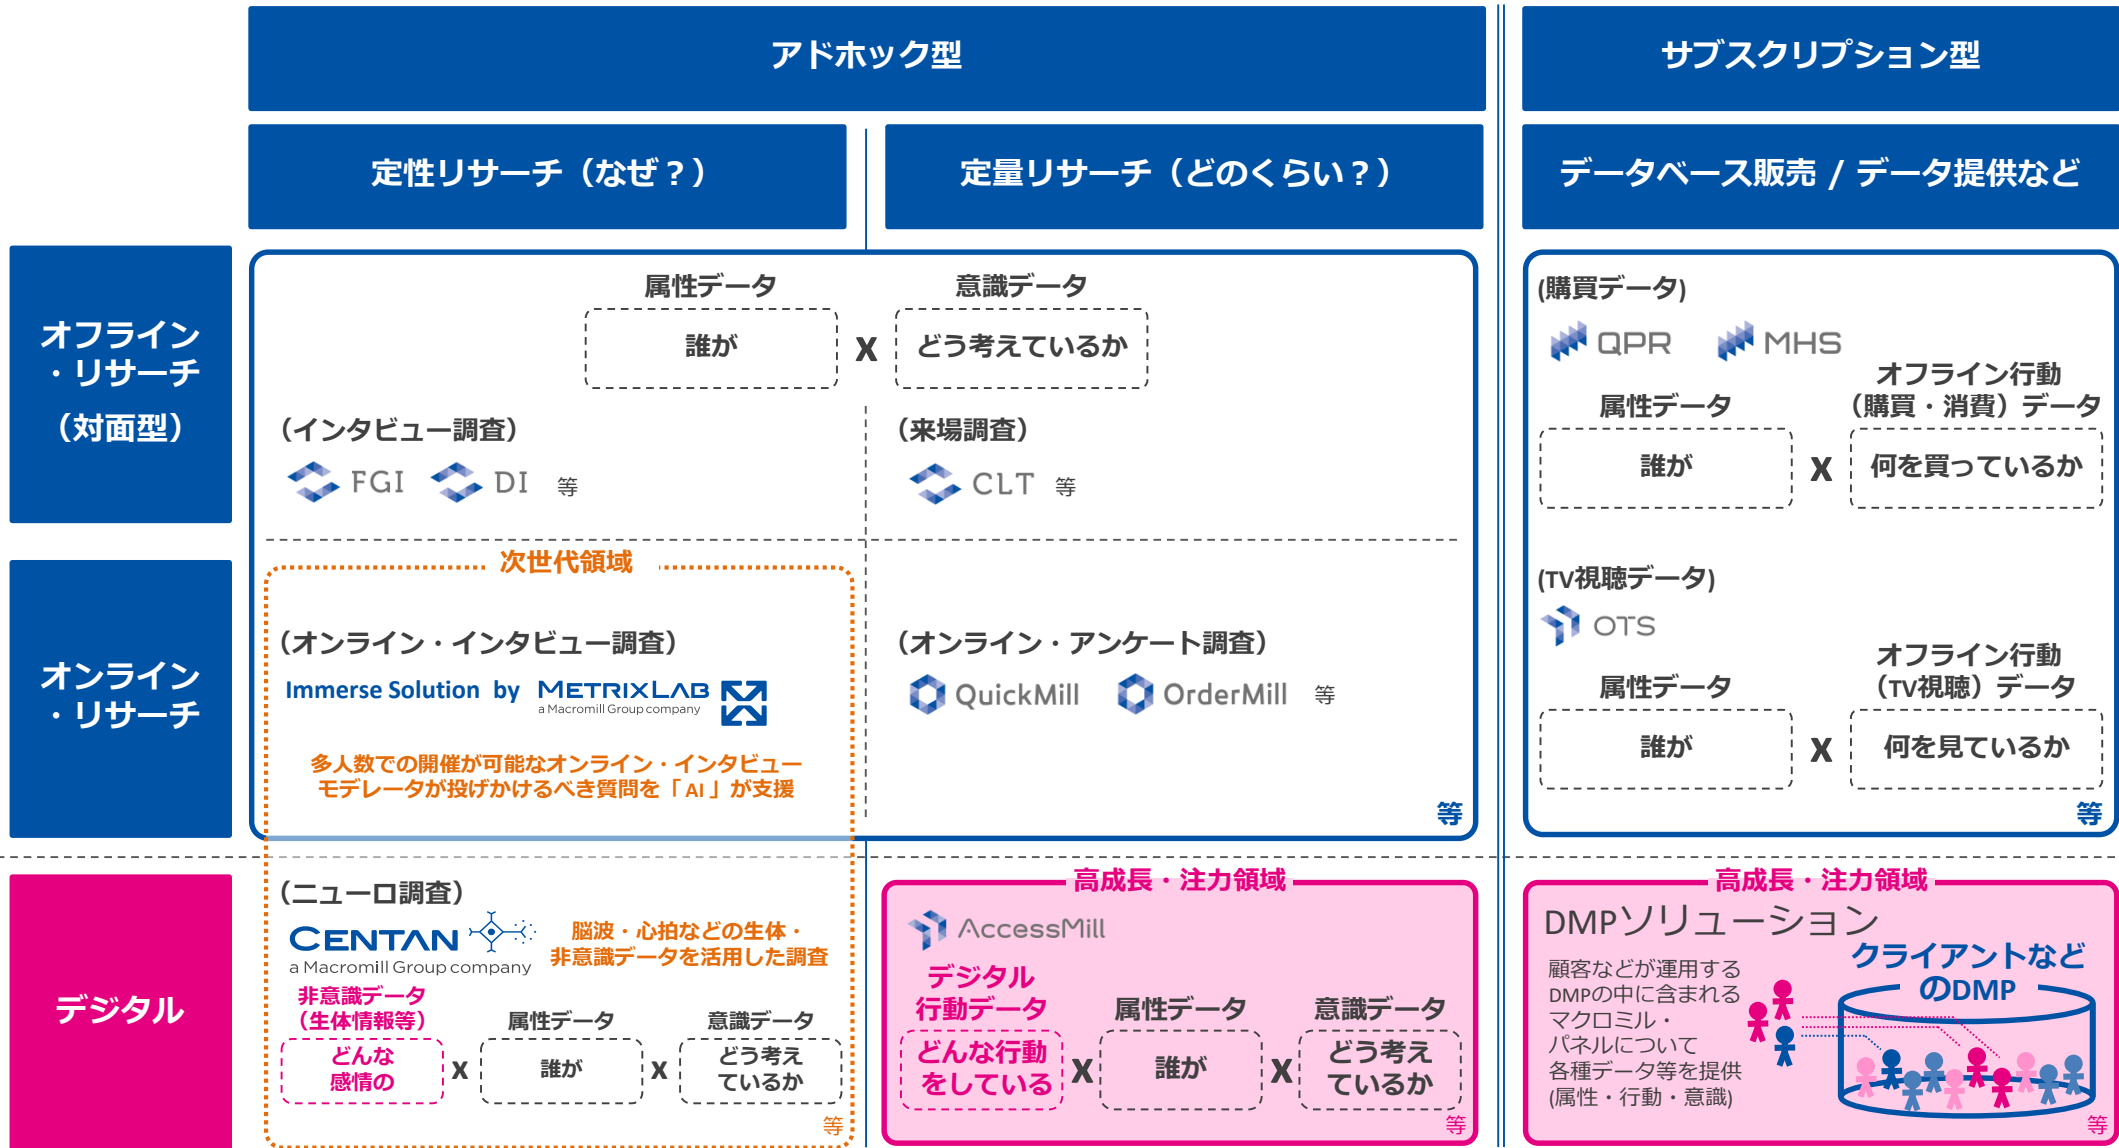 アドホック型
サブスクリプション型
定性リサーチ（なぜ？）
定量リサーチ（どのくらい？）
データベース販売 / データ提供など
オフライン
・リサーチ
（対面型）
属性データ
意識データ
誰が
X
どう考えているか
（インタビュー調査）
FGI
DI
等
（来場調査）
CLT
等
(購買データ)
QPR
MHS
属性データ
オフライン行動
（購買・消費）データ
誰が
X
何を買っているか
オンライン
・リサーチ
次世代領域
（オンライン・インタビュー調査）
Immerse Solution by METRIXLAB
a Macromill Group company
多人数での開催が可能なオンライン・インタビュー
モデレータが投げかけるべき質問を「AI」が支援
（オンライン・アンケート調査）
QuickMill
OrderMill
等
等
(TV視聴データ)
OTS
属性データ
オフライン行動
（TV視聴）データ
誰が
X
何を見ているか
等
デジタル
（ニューロ調査）
CENTAN
a Macromill Group company
脳波・心拍などの生体・
非意識データを活用した調査
非意識データ
（生体情報等）
属性データ
意識データ
どんな
感情の
X
誰が
X
どう考え
ているか
等
高成長・注力領域
AccessMill
デジタル
行動データ
属性データ
意識データ
どんな行動
をしている
X
誰が
X
どう考え
ているか
等
高成長・注力領域
DMPソリューション
顧客などが運用する
DMPの中に含まれる
マクロミル・
パネルについて
各種データ等を提供
(属性・行動・意識)
クライアントなど
のDMP
等